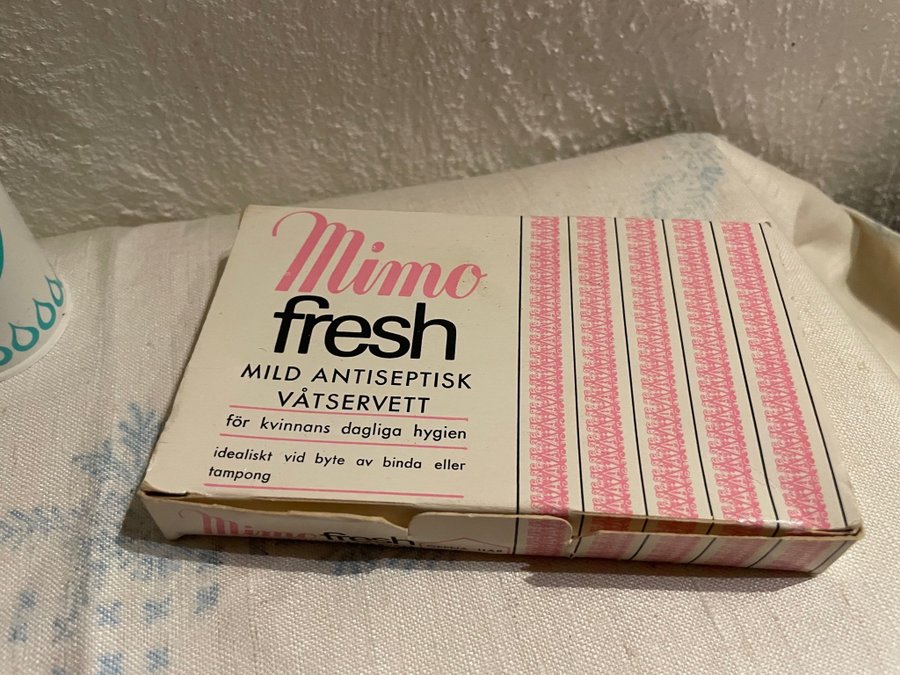 Mimo
fresh
MILD ANTISEPTISK
VÅTSERVETT
för kvinnans dagliga hygien
idealiskt vid byte av binda eller
tampong
Mimo fresh